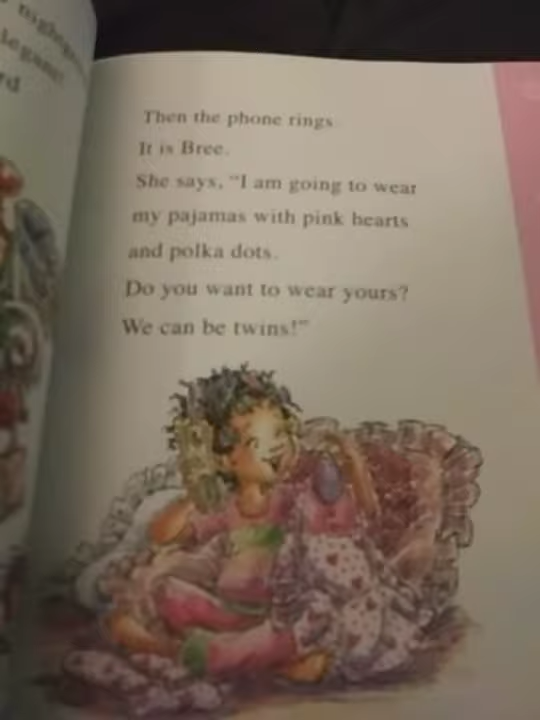 Then the phone rings.
It is Bree.
She says, "I am going to wear
my pajamas with pink hearts
and polka dots.
Do you want to wear yours?
We can be twins!"